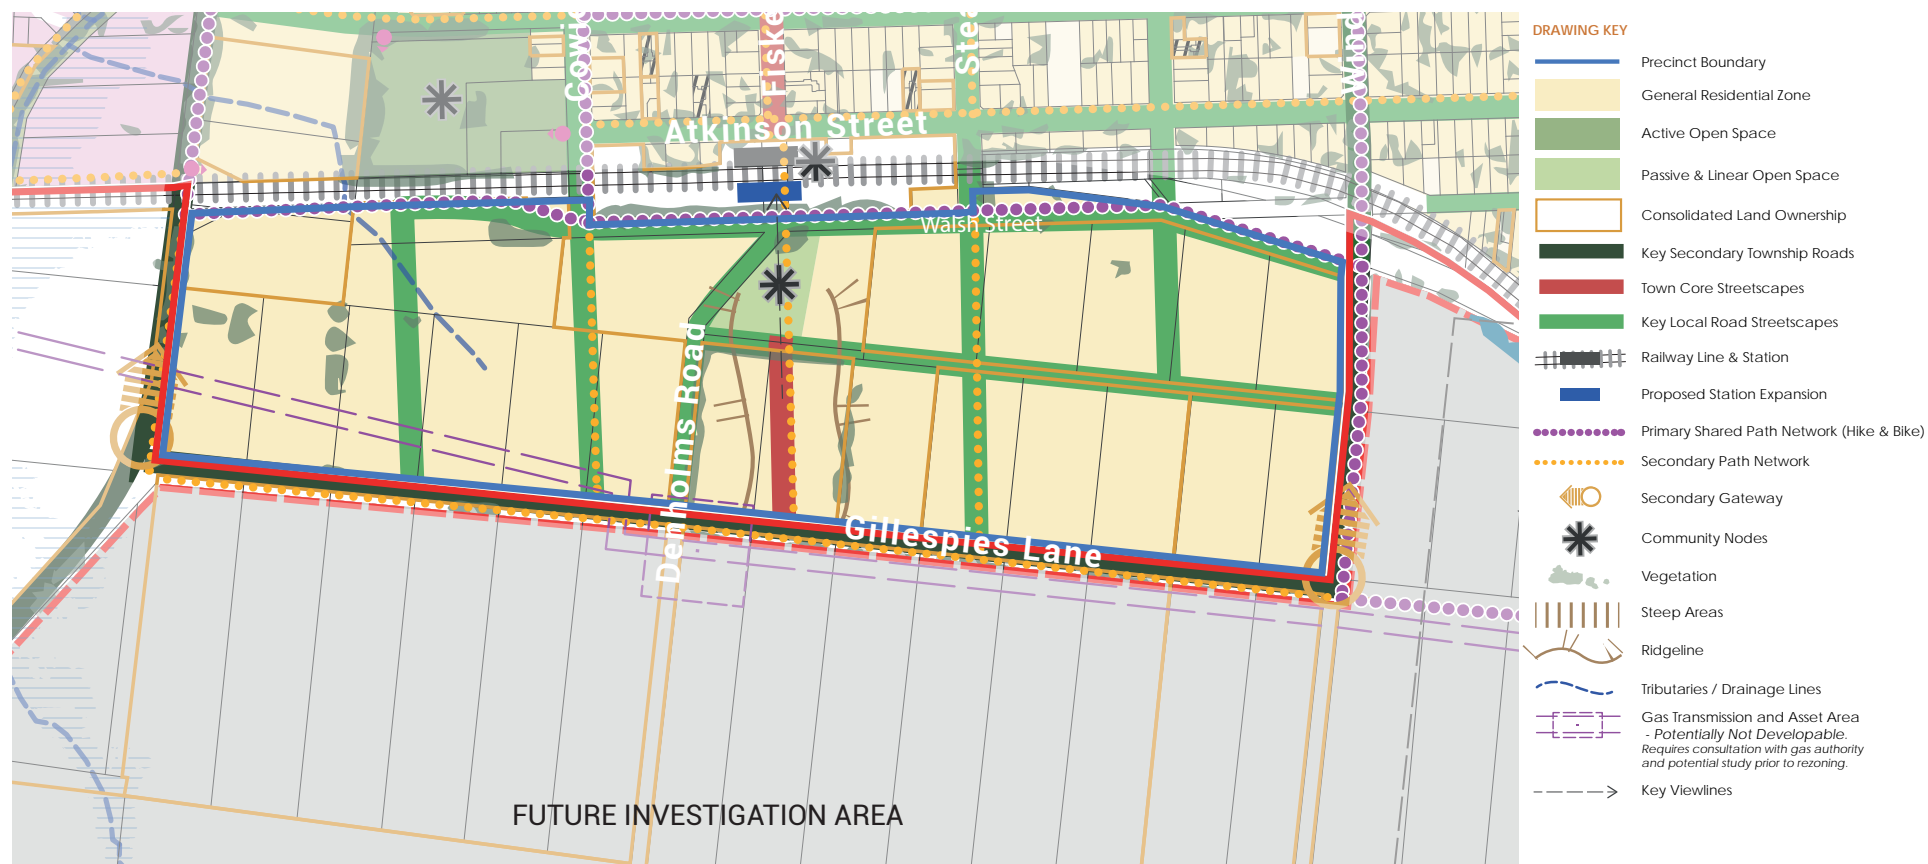 Atkinson Street
Walsh Street
Denholms Road
Gillespies Lane
FUTURE INVESTIGATION AREA
DRAWING KEY
Precinct Boundary
General Residential Zone
Active Open Space
Passive & Linear Open Space
Consolidated Land Ownership
Key Secondary Township Roads
Town Core Streetscapes
Key Local Road Streetscapes
Railway Line & Station
Proposed Station Expansion
Primary Shared Path Network (Hike & Bike)
Secondary Path Network
Secondary Gateway
Community Nodes
Vegetation
Steep Areas
Ridgeline
Tributaries / Drainage Lines
Gas Transmission and Asset Area
- Potentially Not Developable.
Requires consultation with gas authority
and potential study prior to rezoning.
Key Viewlines